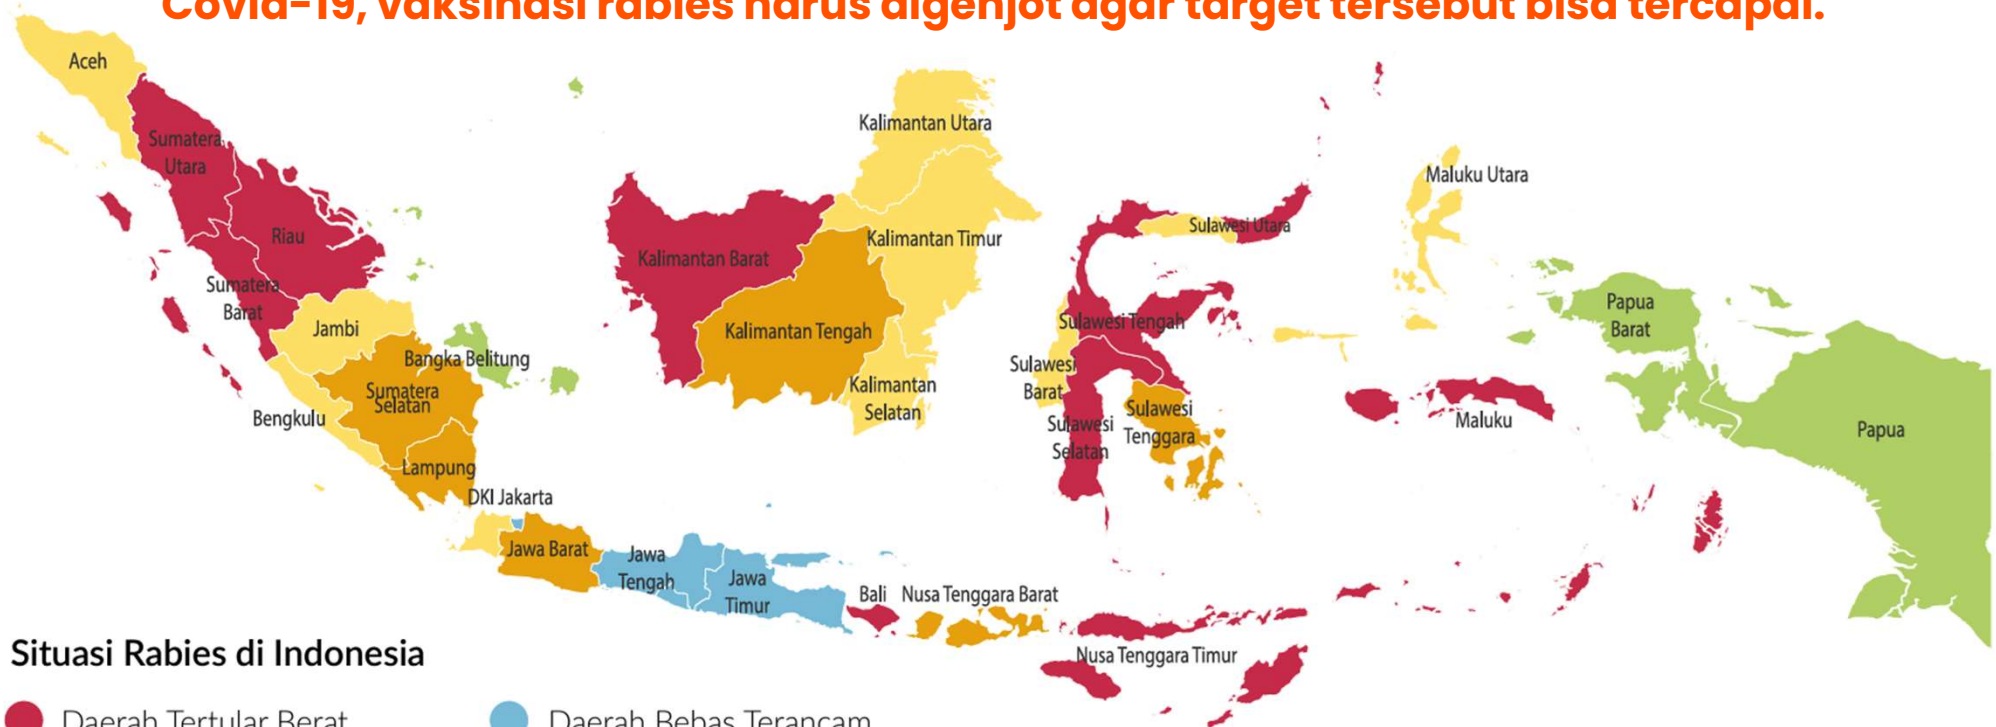 Covid-19, vaksinasi rabies harus digenjot agar target tersebut bisa tercapai.
Aceh
Sumatera
Utara
Riau
Sumatera
Barat
Jambi
Bangka Belitung
Sumatera
Selatan
Bengkulu
Lampung
DKI Jakarta
Jawa Barat
Jawa
Tengah
Jawa
Timur
Bali
Nusa Tenggara Barat
Nusa Tenggara Timur
Kalimantan Utara
Kalimantan Timur
Kalimantan Barat
Kalimantan Tengah
Kalimantan
Selatan
Sulawesi Utara
Sulawesi Tengah
Sulawesi
Barat
Sulawesi
Selatan
Sulawesi
Tenggara
Maluku Utara
Maluku
Papua
Barat
Papua
Situasi Rabies di Indonesia
Daerah Tertular Berat
Daerah Bebas Terancam